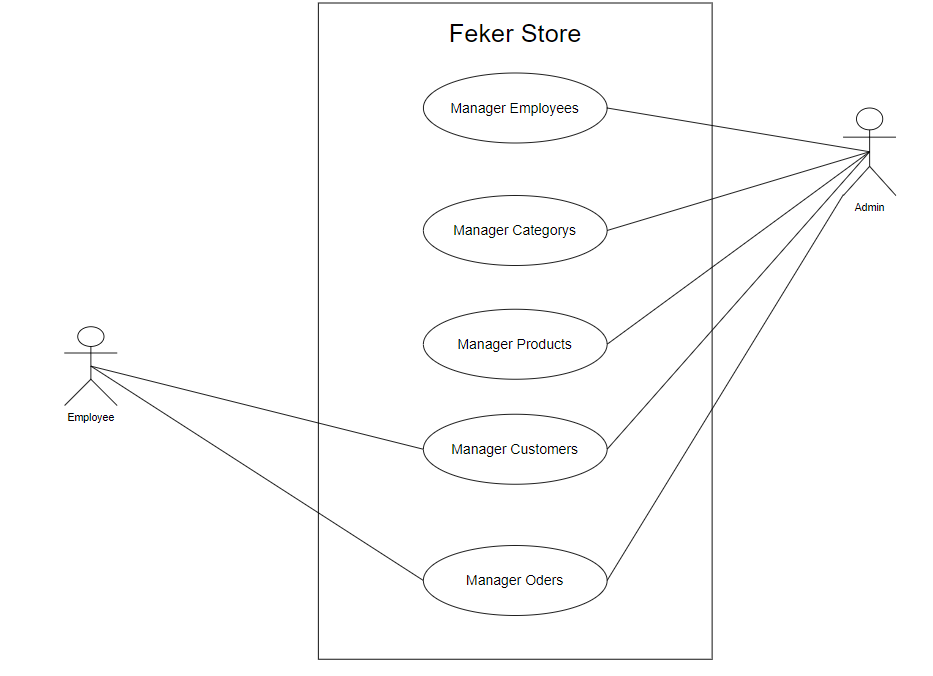 Feker Store
Manager Employees
Admin
Manager Categorys
Manager Products
Employee
Manager Customers
Manager Oders